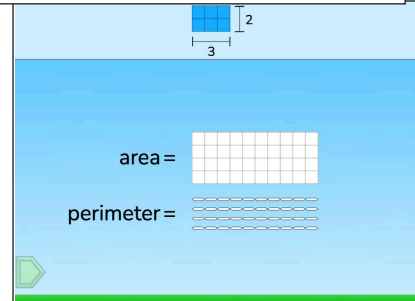 2
3
area =
perimeter =